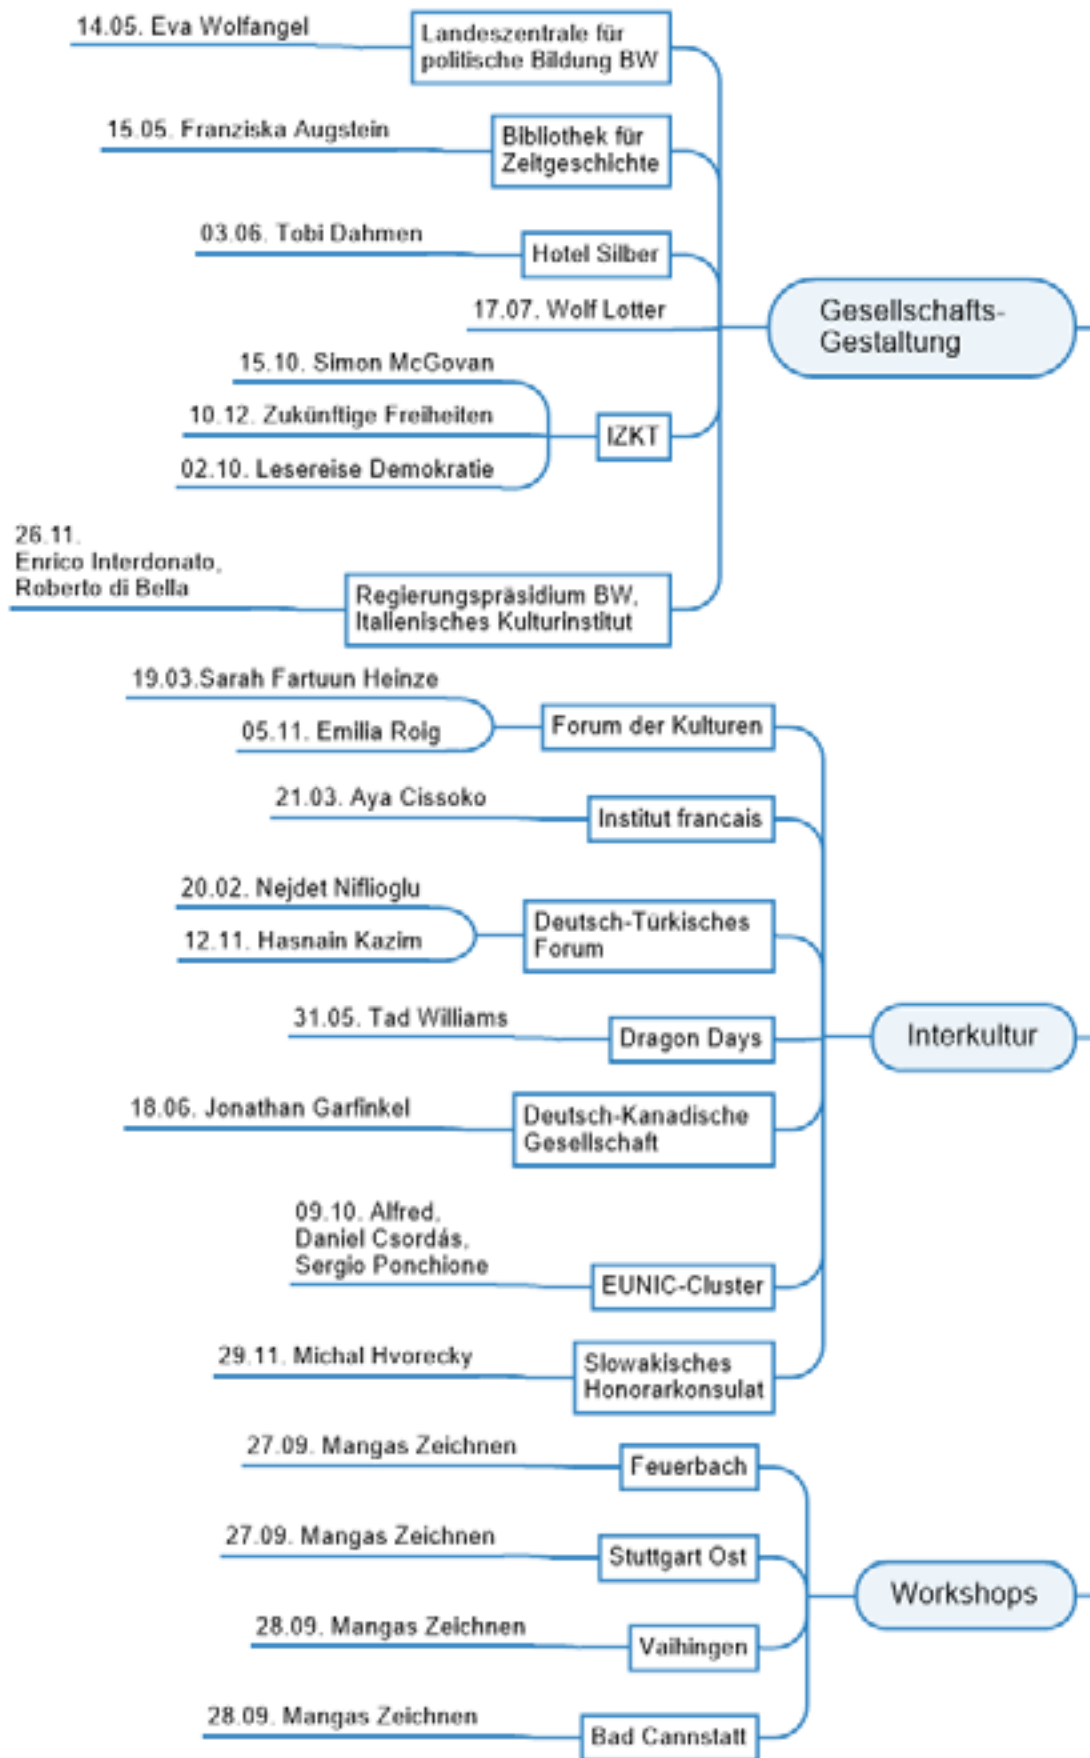 14.05. Eva Wolfangel
Landeszentrale für
politische Bildung BW
15.05. Franziska Augstein
Bibliothek für
Zeitgeschichte
03.06. Tobi Dahmen
Hotel Silber
17.07. Wolf Lotter
Gesellschafts-
Gestaltung
15.10. Simon McGovan
10.12. Zukünftige Freiheiten
IZKT
02.10. Lesereise Demokratie
26.11.
Enrico Interdonato,
Roberto di Bella
Regierungspräsidium BW,
Italienisches Kulturinstitut
19.03.Sarah Fartuun Heinze
05.11. Emilia Roig
Forum der Kulturen
21.03. Aya Cissoko
Institut francais
20.02. Nejdet Niflioglu
12.11. Hasnain Kazim
Deutsch-Türkisches
Forum
31.05. Tad Williams
Dragon Days
Interkultur
18.06. Jonathan Garfinkel
Deutsch-Kanadische
Gesellschaft
09.10. Alfred,
Daniel Csordás,
Sergio Ponchione
EUNIC-Cluster
29.11. Michal Hvorecky
Slowakisches
Honorarkonsulat
27.09. Mangas Zeichnen
Feuerbach
27.09. Mangas Zeichnen
Stuttgart Ost
Workshops
28.09. Mangas Zeichnen
Vaihingen
28.09. Mangas Zeichnen
Bad Cannstatt